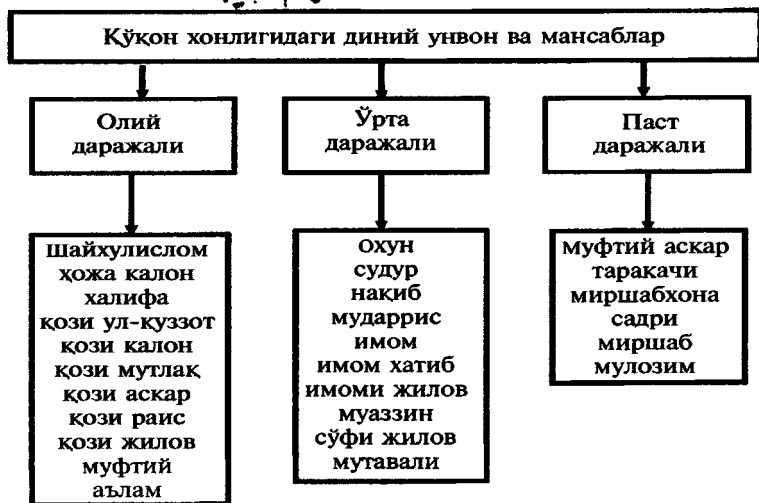 Қўқон хонлигидаги диний унвон ва мансаблар
Олий
даражали
Ўрта
даражали
Паст
даражали
шайхулислом
ҳожа калон
халифа
қози ул-қуззот
қози калон
қози мутлақ
қози аскар
қози раис
қози жилов
муфтий
аълам
охун
судур
нақиб
мударрис
имом
имом хатиб
имоми жилов
муаззин
сўфи жилов
мутавали
муфтий аскар
тарақачи
миршабхона
садри
миршаб
мулозим